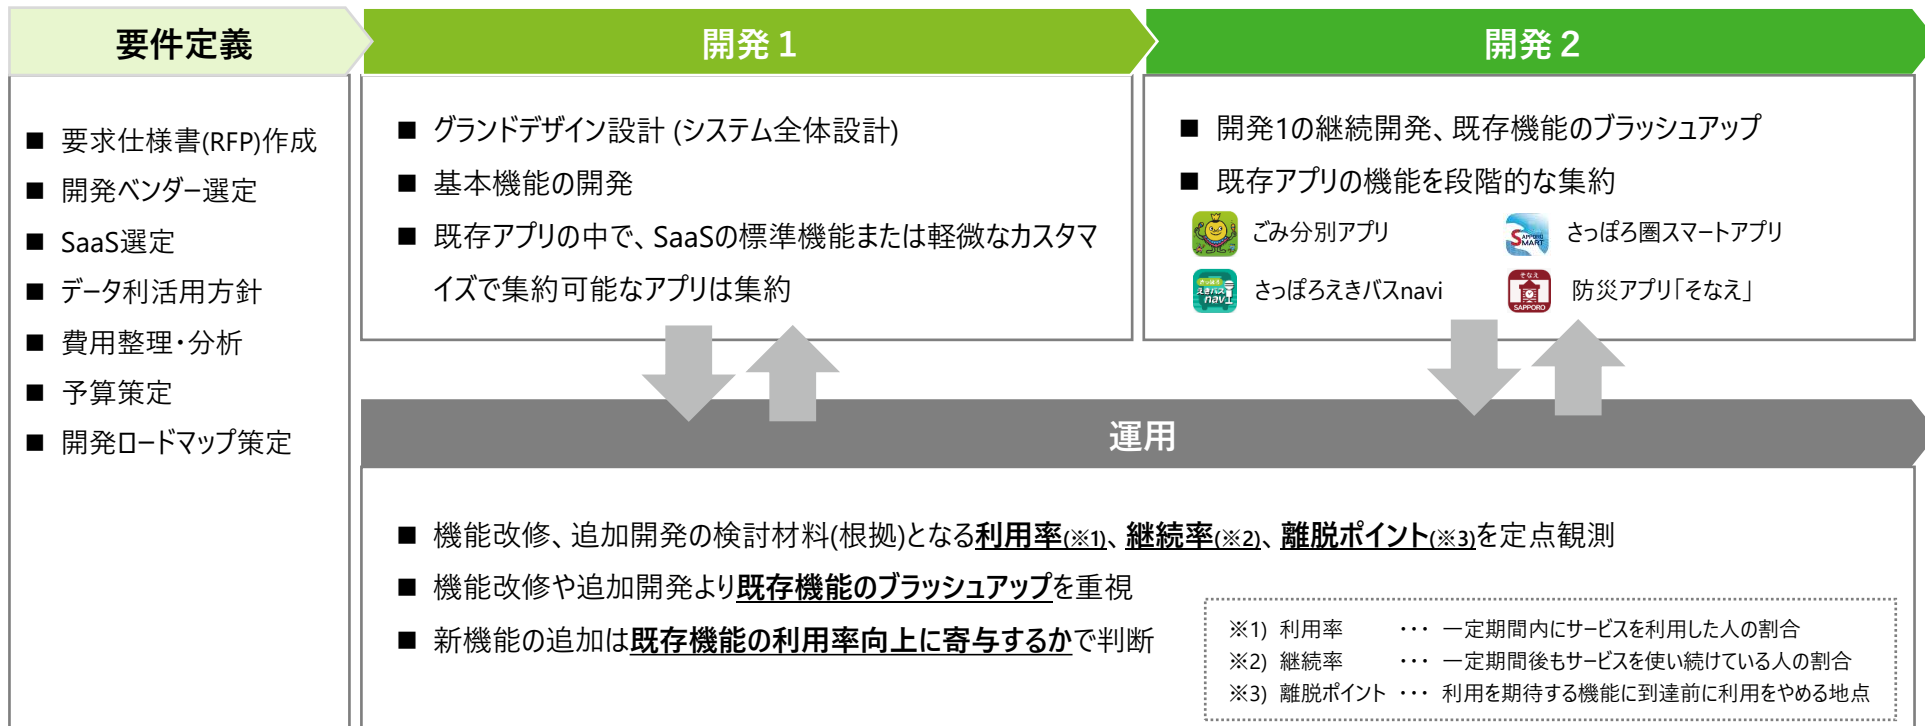 要件定義
■ 要求仕様書(RFP)作成
■ 開発ベンダー選定
■ SaaS選定
■ データ利活用方針
■ 費用整理・分析
■ 予算策定
■ 開発ロードマップ策定
開発1
■ グランドデザイン設計 (システム全体設計)
■ 基本機能の開発
■ 既存アプリの中で、SaaSの標準機能または軽微なカスタマ
イズで集約可能なアプリは集約
開発2
■ 開発1の継続開発、既存機能のブラッシュアップ
■ 既存アプリの機能を段階的な集約
ごみ分別アプリ
SAPPORO SMART
さっぽろ圏スマートアプリ
さっぽろ えきバス navi
さっぽろえきバスnavi
そなえ SAPPORO
防災アプリ「そなえ」
運用
■ 機能改修、追加開発の検討材料(根拠)となる利用率(※1)、継続率(※2)、離脱ポイント(※3)を定点観測
■ 機能改修や追加開発より既存機能のブラッシュアップを重視
■ 新機能の追加は既存機能の利用率向上に寄与するかで判断
※1) 利用率 ・・・ 一定期間内にサービスを利用した人の割合
※2) 継続率 ・・・ 一定期間後もサービスを使い続けている人の割合
※3) 離脱ポイント ・・・ 利用を期待する機能に到達前に利用をやめる地点